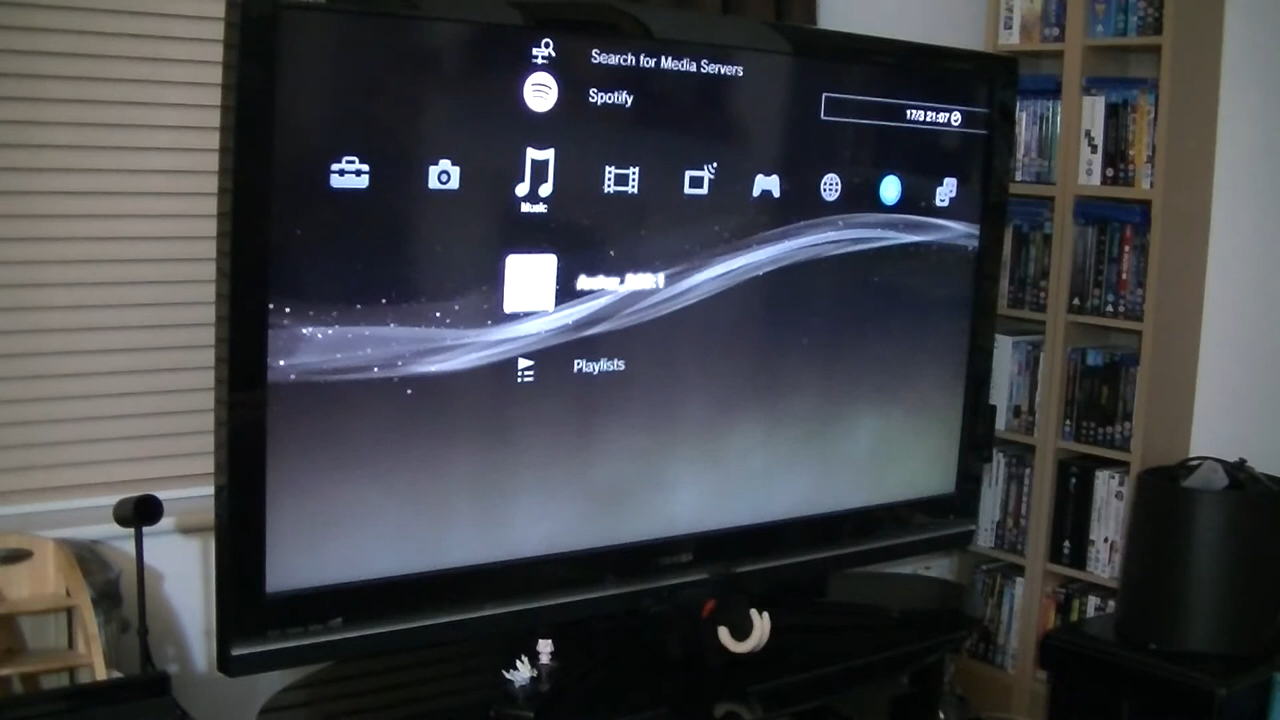 Search for Media Servers
Spotify
17/3 21:07
Music
Playlists